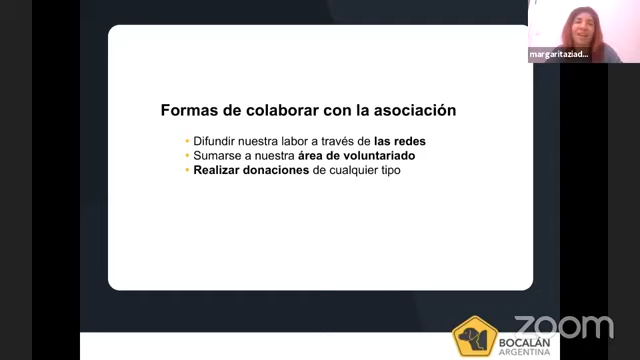 margaritaziad...
Formas de colaborar con la asociación
• Difundir nuestra labor a través de las redes
• Sumarse a nuestra área de voluntariado
• Realizar donaciones de cualquier tipo
zoom
BOCALÁN
ARGENTINA